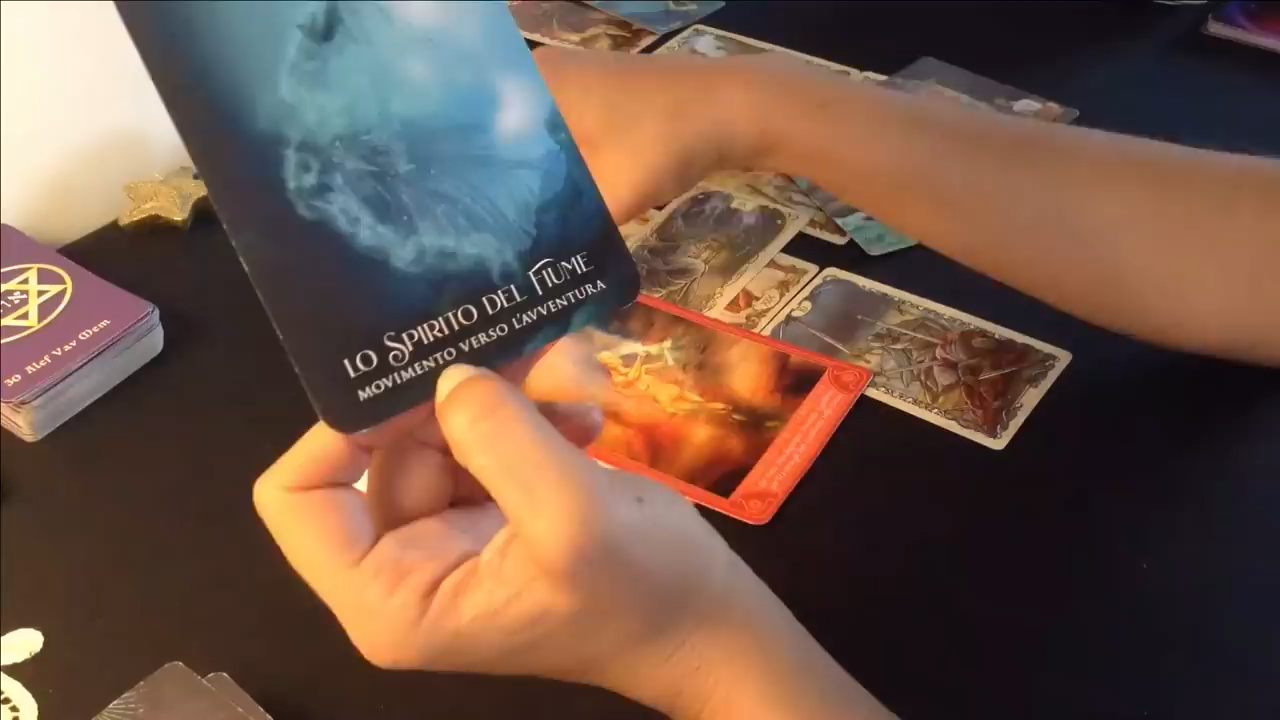 LO SPIRITO DEL FIUME
MOVIMENTO VERSO L'AVVENTURA
30 Alef Vav Mem